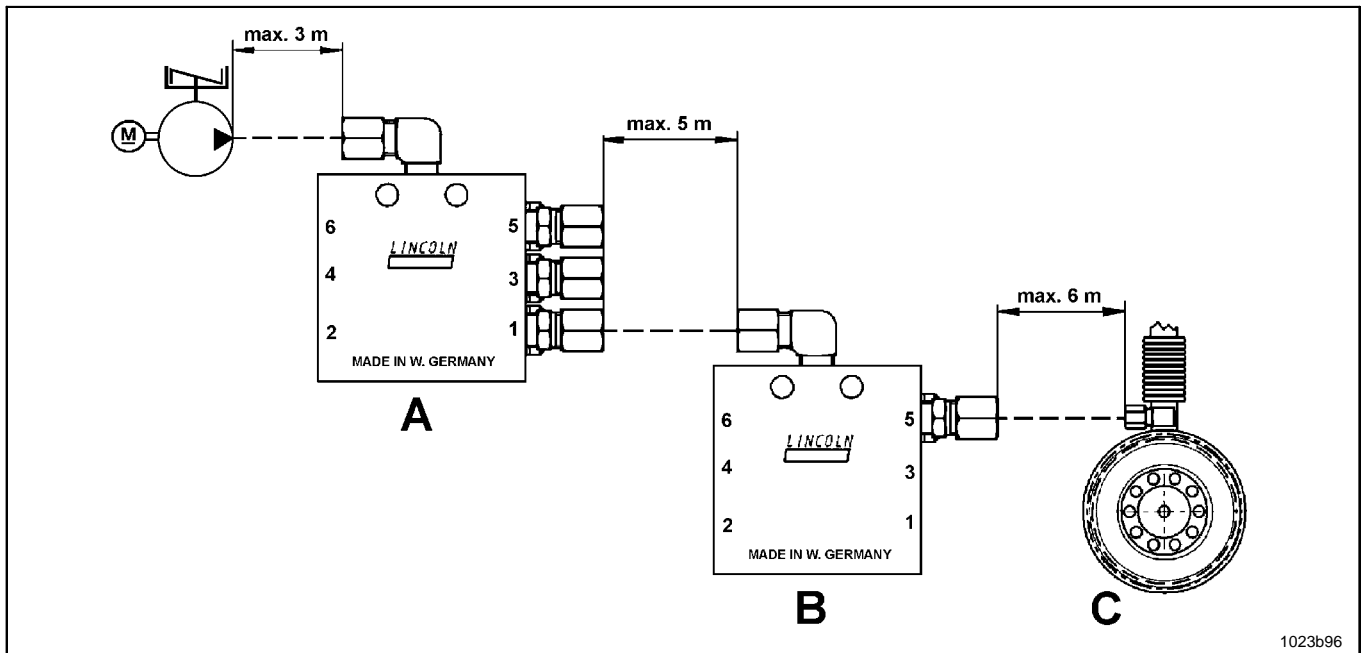 max. 3 m
M
max. 5 m
6 5
LINCOLN
4 3
2 1
MADE IN W. GERMANY
A
max. 6 m
6 5
LINCOLN
4 3
2 1
MADE IN W. GERMANY
B
C
1023b96